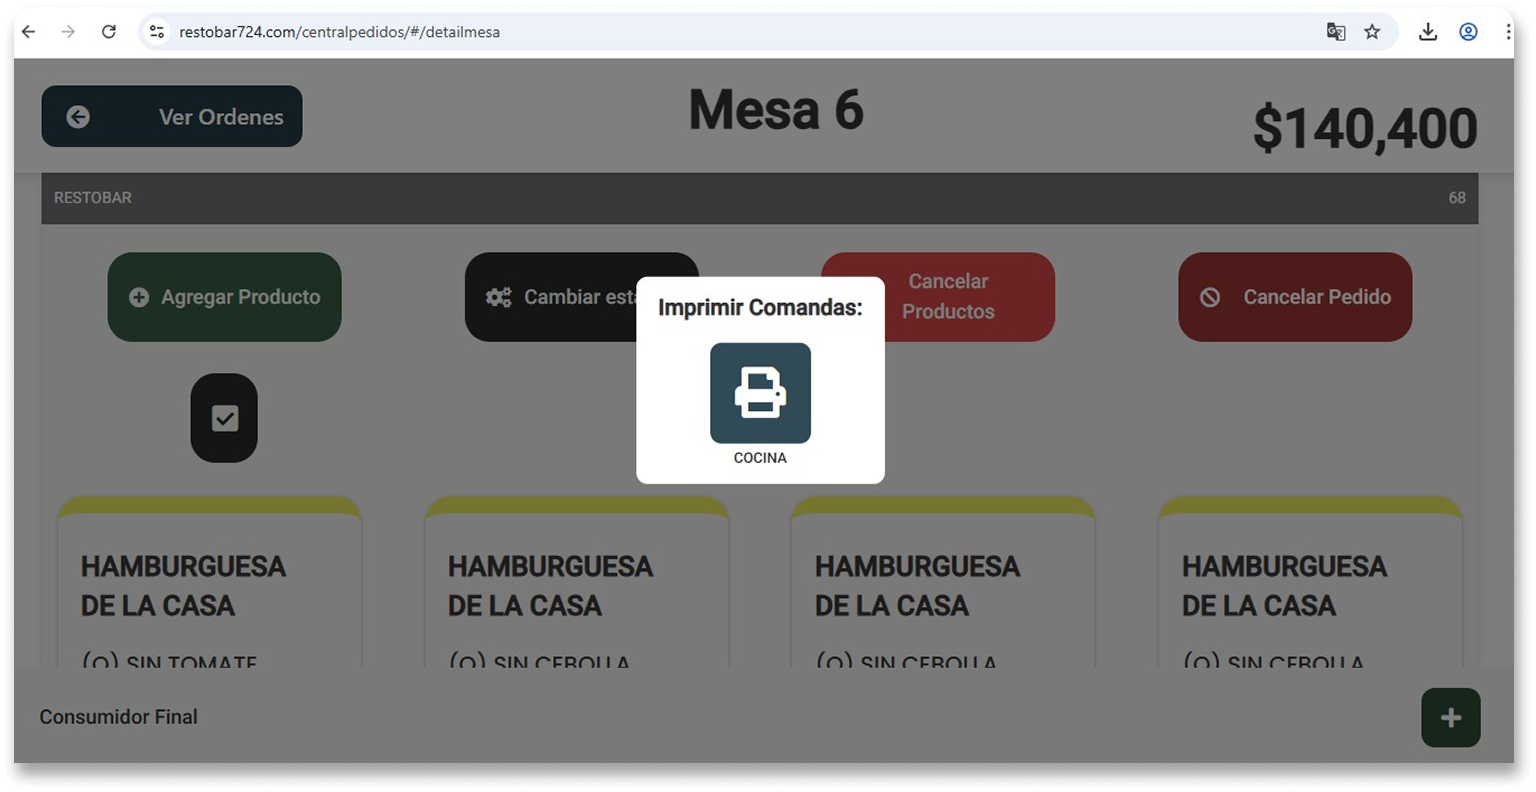 restobar724.com/centralpedidos/#/detailmesa
Ver Ordenes
Mesa 6
$140,400
RESTOBAR
68
Agregar Producto
Cambiar esta
Cancelar
Productos
Cancelar Pedido
Imprimir Comandas:
COCINA
HAMBURGUESA
DE LA CASA
(O) SIN TOMATE
HAMBURGUESA
DE LA CASA
(O) SIN CEBOLLA
HAMBURGUESA
DE LA CASA
(O) SIN CEBOLLA
HAMBURGUESA
DE LA CASA
(O) SIN CEBOLLA
Consumidor Final